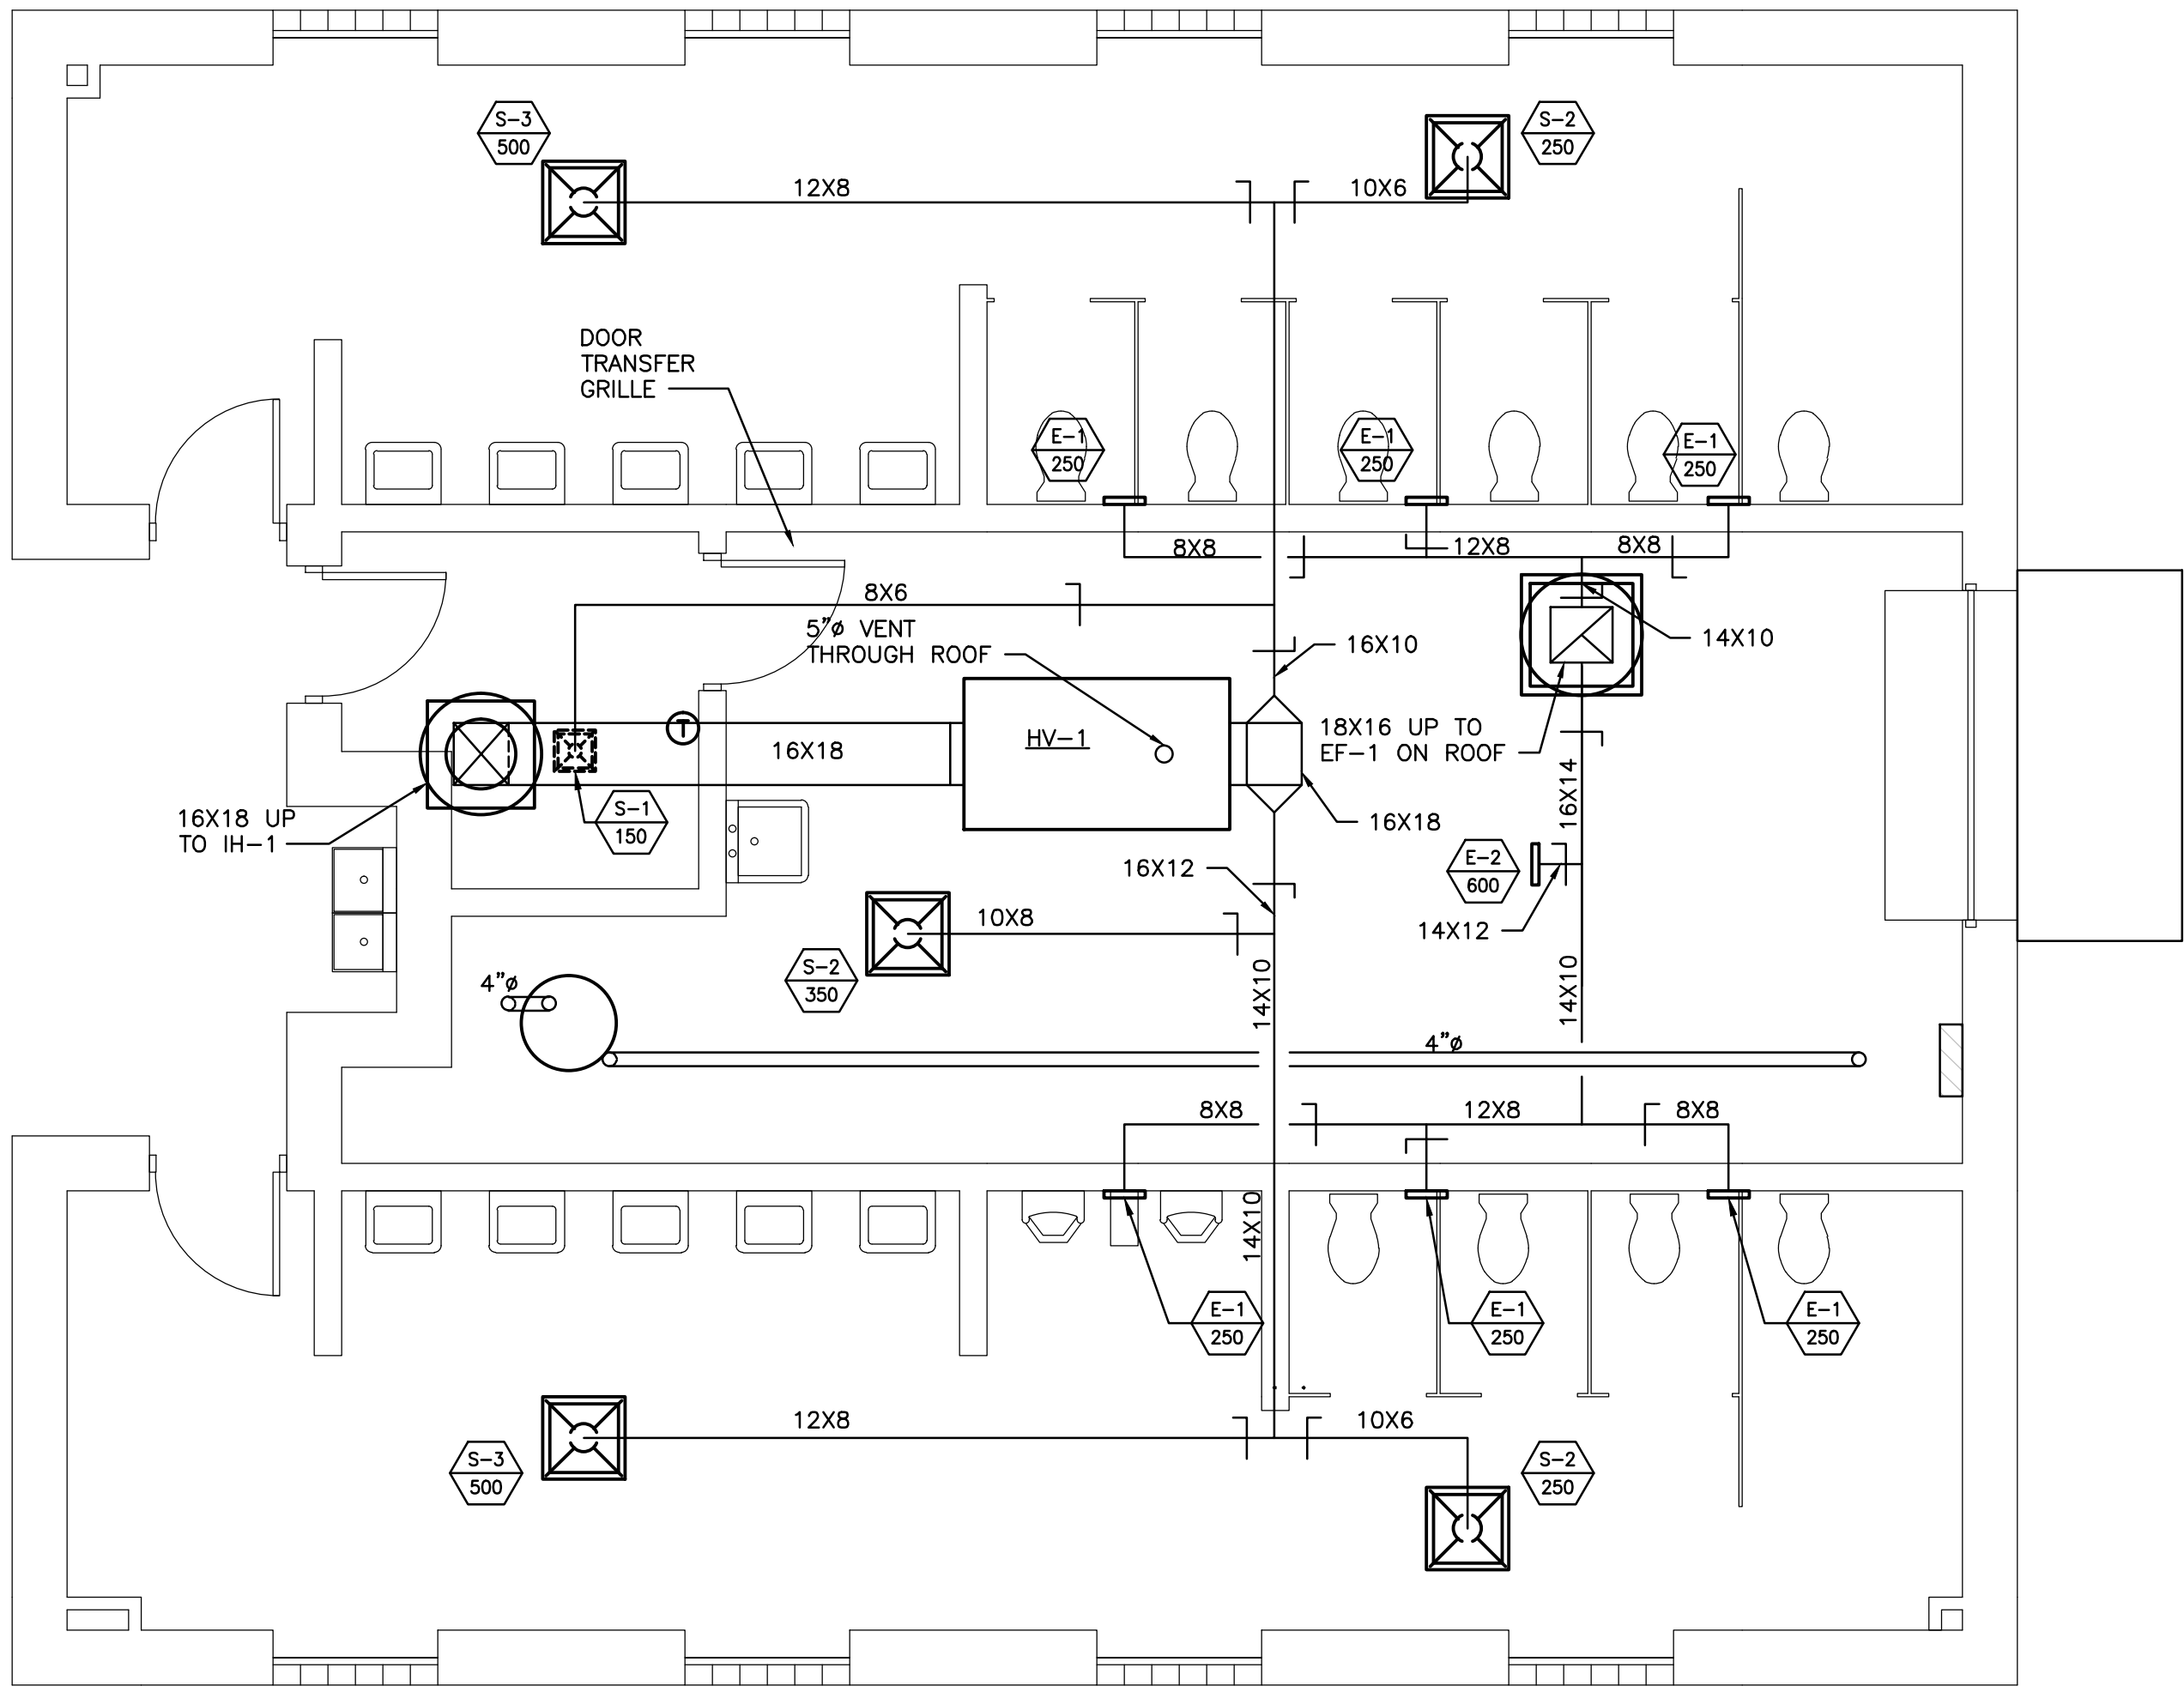 S-3
500
S-2
250
12X8
10X6
DOOR
TRANSFER
GRILLE
E-1
250
E-1
250
E-1
250
8X8
12X8
8X8
8X6
5"ø VENT
THROUGH ROOF
16X10
14X10
T
HV-1
16X18
18X16 UP TO
EF-1 ON ROOF
16X18 UP
TO IH-1
S-1
150
16X18
16X14
16X12
E-2
600
14X12
10X8
S-2
350
4"ø
14X10
14X10
4"ø
8X8
12X8
8X8
14X10
E-1
250
E-1
250
E-1
250
12X8
10X6
S-3
500
S-2
250